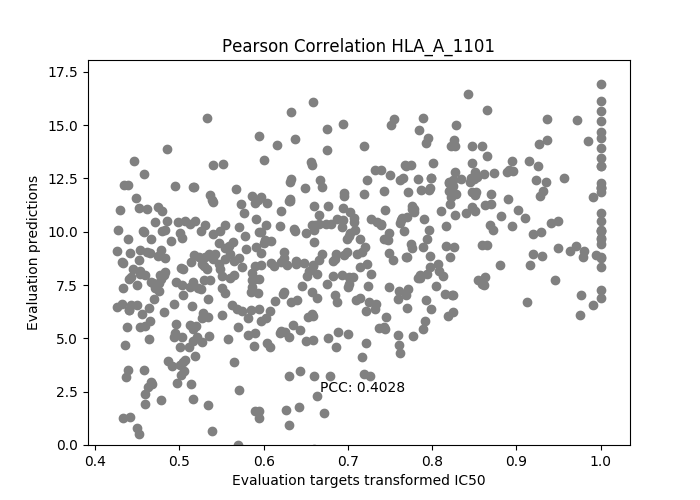 Pearson Correlation HLA_A_1101
17.5
15.0
12.5
10.0
7.5
5.0
2.5
0.0
Evaluation predictions
PCC: 0.4028
0.4 0.5 0.6 0.7 0.8 0.9 1.0
Evaluation targets transformed IC50